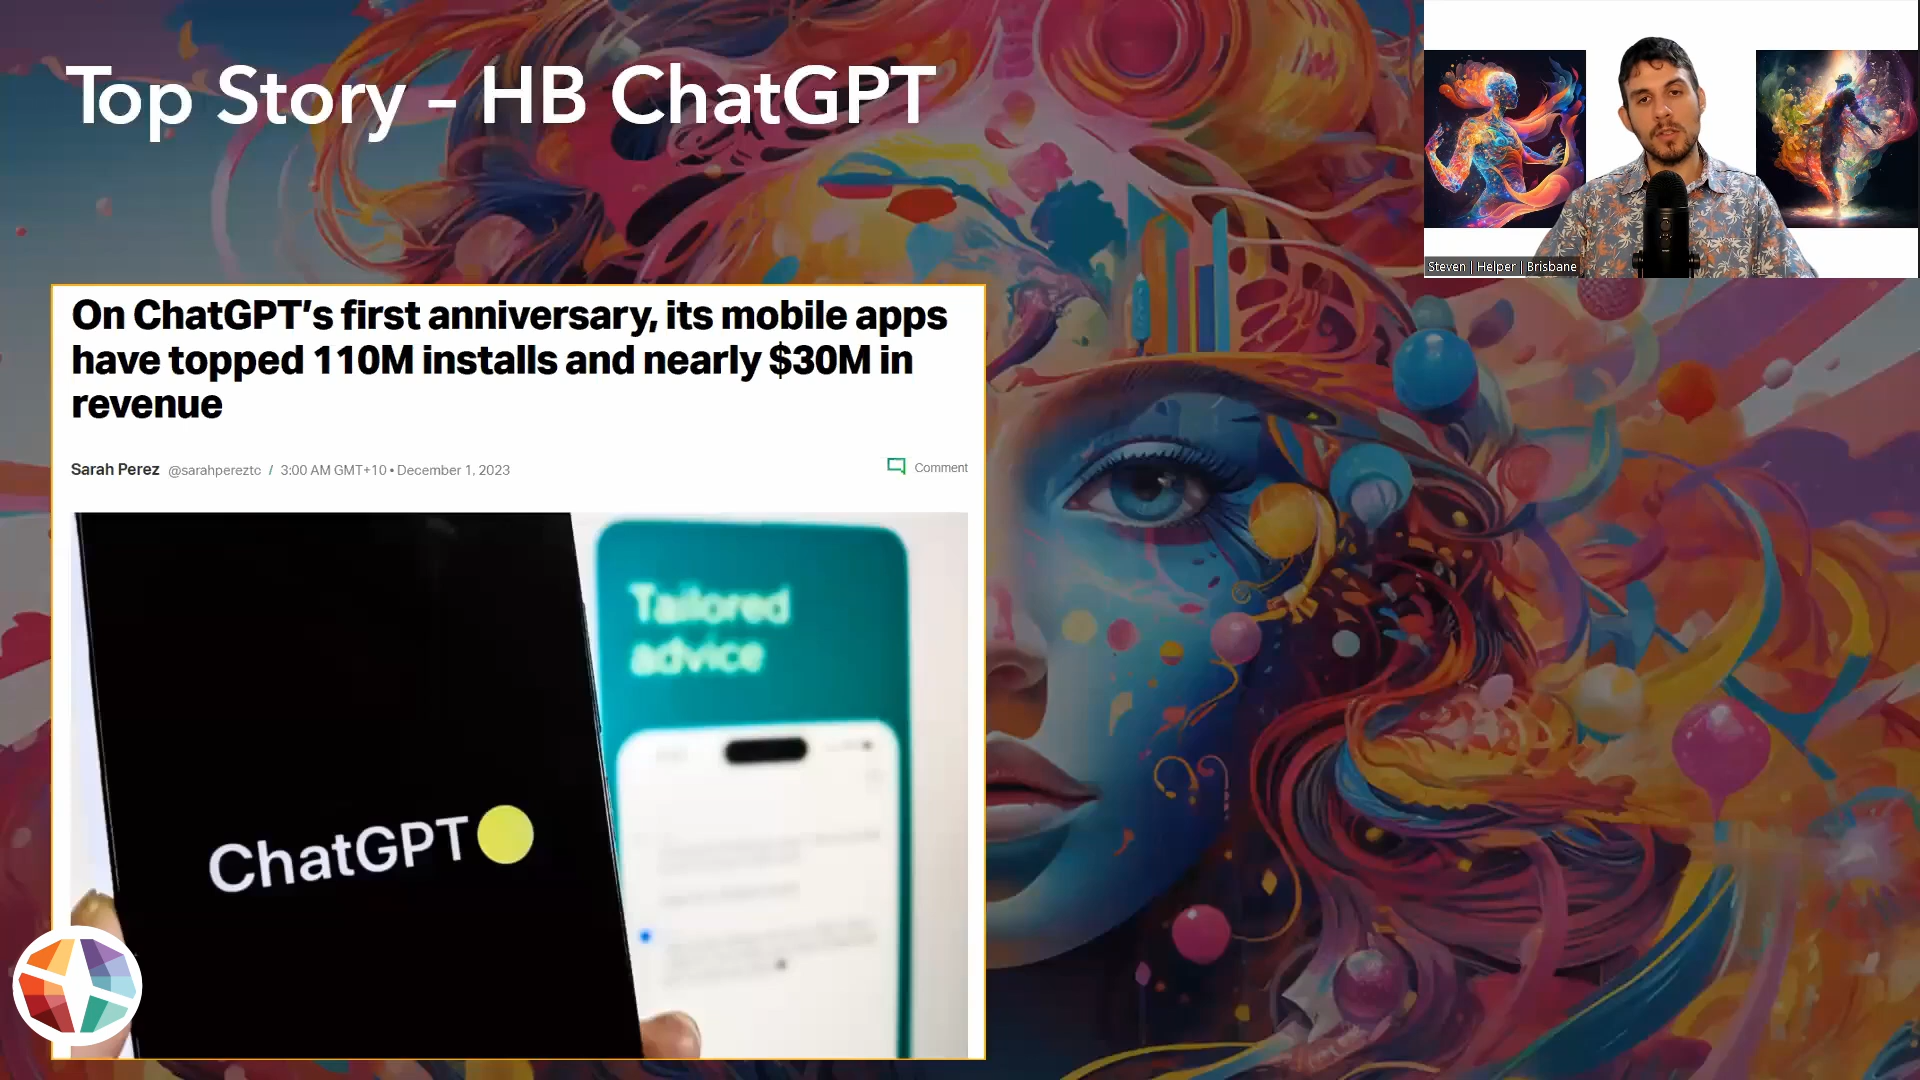 Top Story – HB ChatGPT
Steven | Helper | Brisbane
On ChatGPT’s first anniversary, its mobile apps
have topped 110M installs and nearly $30M in
revenue
Sarah Perez @sarahpereztc / 3:00 AM GMT+10 • December 1, 2023
Comment
Tailored
advice
ChatGPT